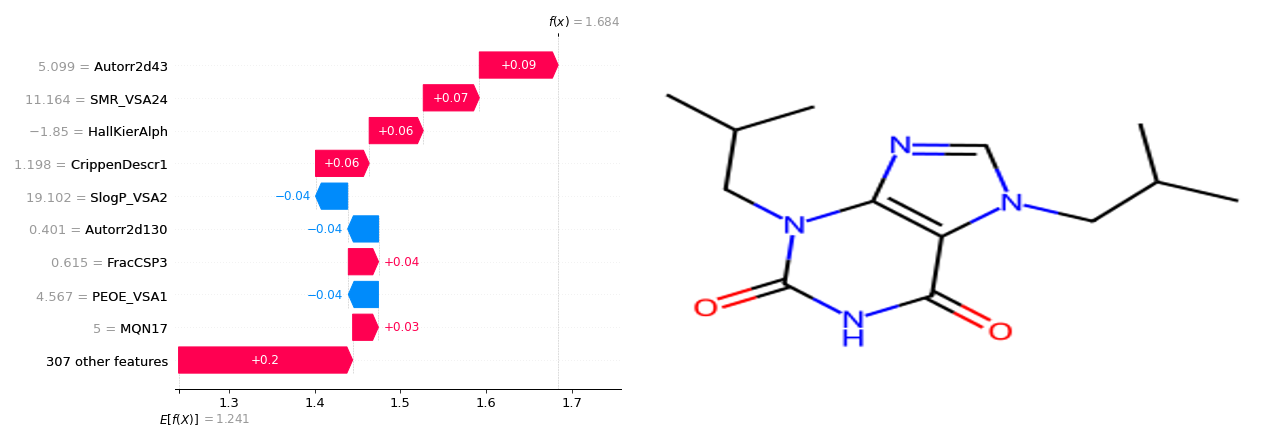 f(x) = 1.684
5.099 = Autorr2d43 +0.09
11.164 = SMR_VSA24 +0.07
−1.85 = HallKierAlph +0.06
1.198 = CrippenDescr1 +0.06
19.102 = SlogP_VSA2 −0.04
0.401 = Autorr2d130 −0.04
0.615 = FracCSP3 +0.04
4.567 = PEOE_VSA1 −0.04
5 = MQN17 +0.03
307 other features +0.2
1.3 1.4 1.5 1.6 1.7
E[f(X)] = 1.241
N
N
N
O
N
H
O